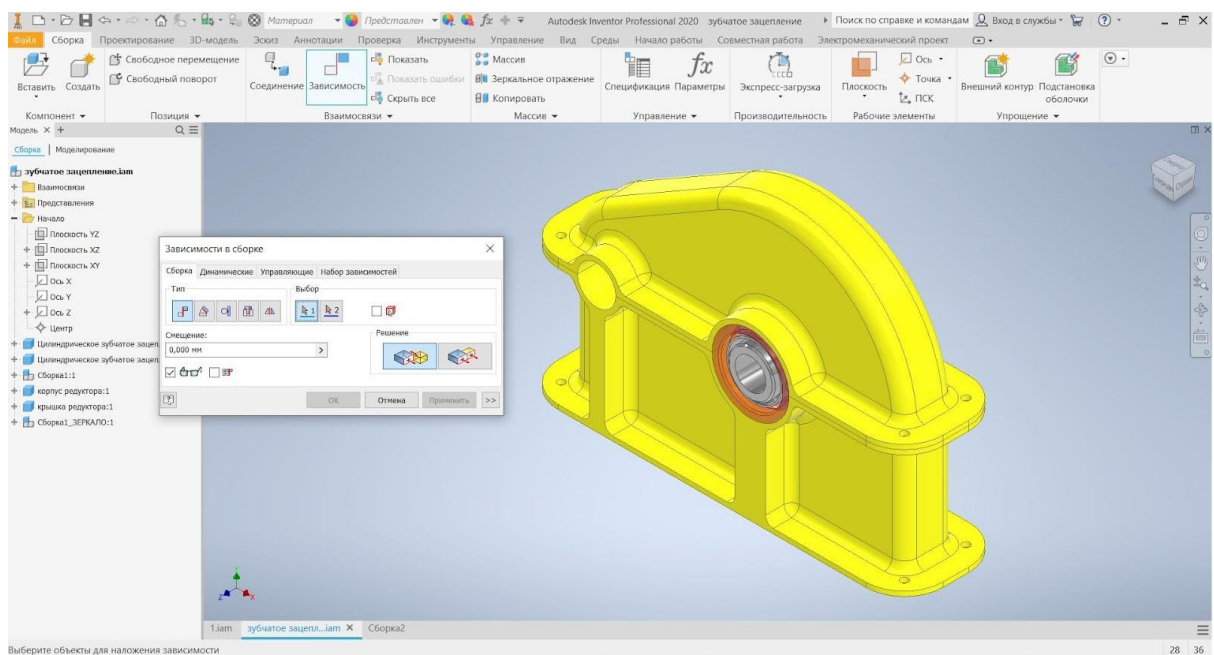 Материал Представлен fx Autodesk Inventor Professional 2020 зубчатое зацепление Поиск по справке и командам Вход в службы
Файл Сборка Проектирование 3D-модель Эскиз Аннотации Проверка Инструменты Управление Вид Среды Начало работы Совместная работа Электромеханический проект
Вставить Создать Свободное перемещение
Свободный поворот
Соединение Зависимость Показать
Показать ошибки
Скрыть все
Массив
Зеркальное отражение
Копировать
Спецификация Параметры fx
Экспресс-загрузка
Плоскость Ось
Точка
ПСК
Внешний контур Подстановка оболочки
Компонент Позиция Взаимосвязи Массив Управление Производительность Рабочие элементы Упрощение
Модель X +
Сборка Моделирование
зубчатое зацепление.iam
Взаимосвязи
Представления
Начало
Плоскость YZ
Плоскость XZ
Плоскость XY
Ось X
Ось Y
Ось Z
Центр
Цилиндрическое зубчатое зацеп
Цилиндрическое зубчатое зацеп
Сборка1:1
корпус редуктора:1
крышка редуктора:1
Сборка1_ЗЕРКАЛО:1
Зависимости в сборке
Сборка Динамические Управляющие Набор зависимостей
Тип Выбор
1 2
Смещение: Решение
0,000 мм
OK Отмена Применить >>
Y
Z X
1.iam зубчатое зацепл...iam X Сборка2
Выберите объекты для наложения зависимости 28 36